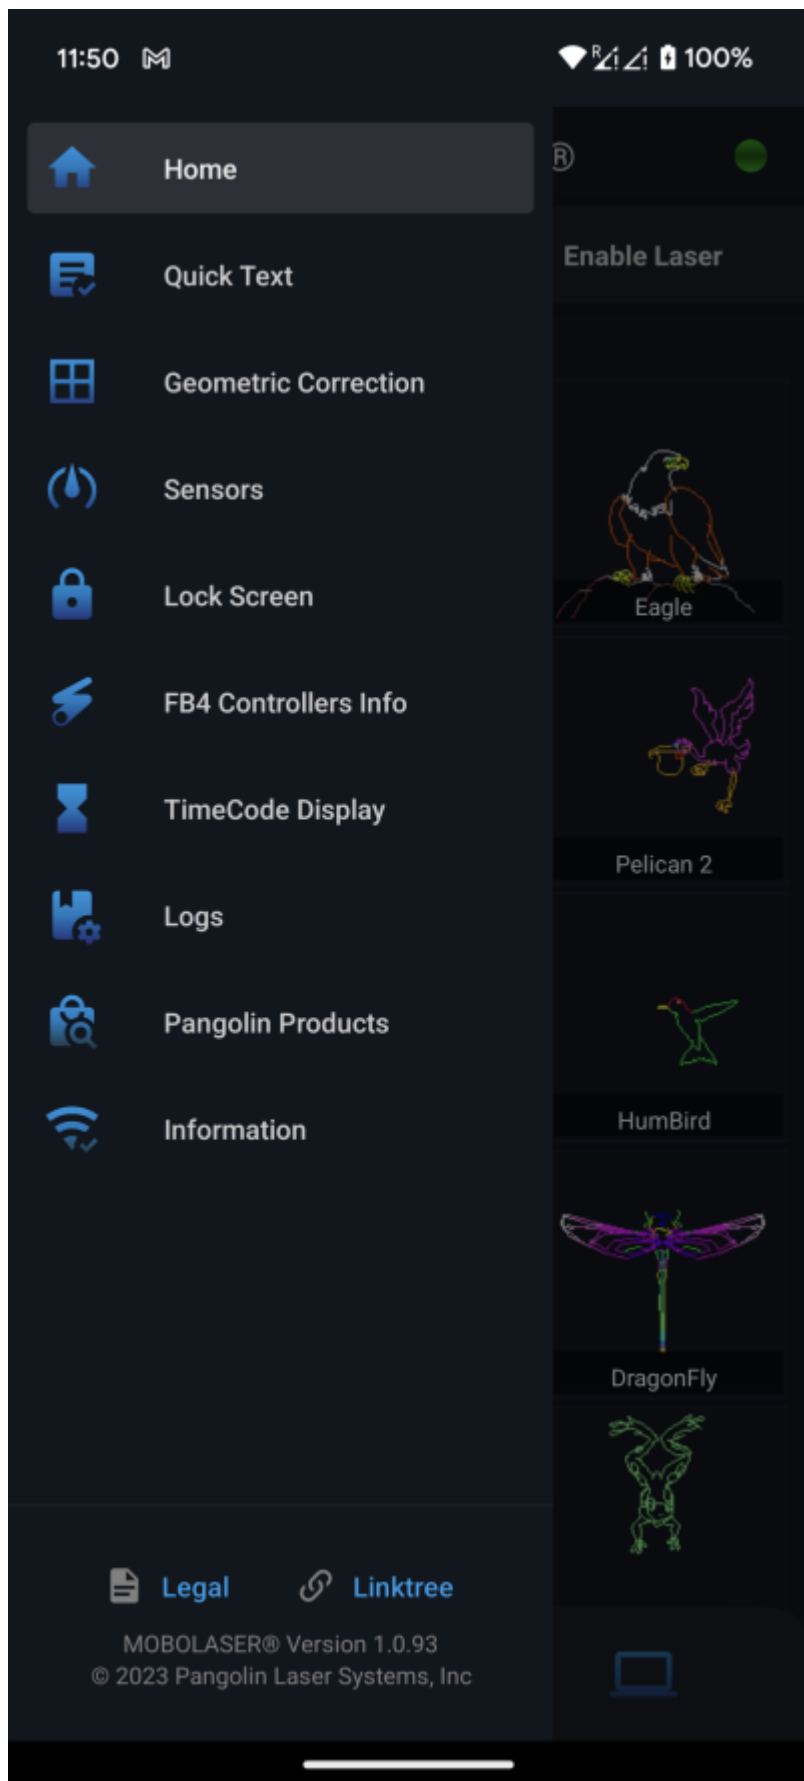 11:50
R
100%
Home
®
Quick Text
Enable Laser
Geometric Correction
Sensors
Lock Screen
Eagle
FB4 Controllers Info
TimeCode Display
Pelican 2
Logs
Pangolin Products
HumBird
Information
DragonFly
Legal
Linktree
MOBOLASER® Version 1.0.93
© 2023 Pangolin Laser Systems, Inc